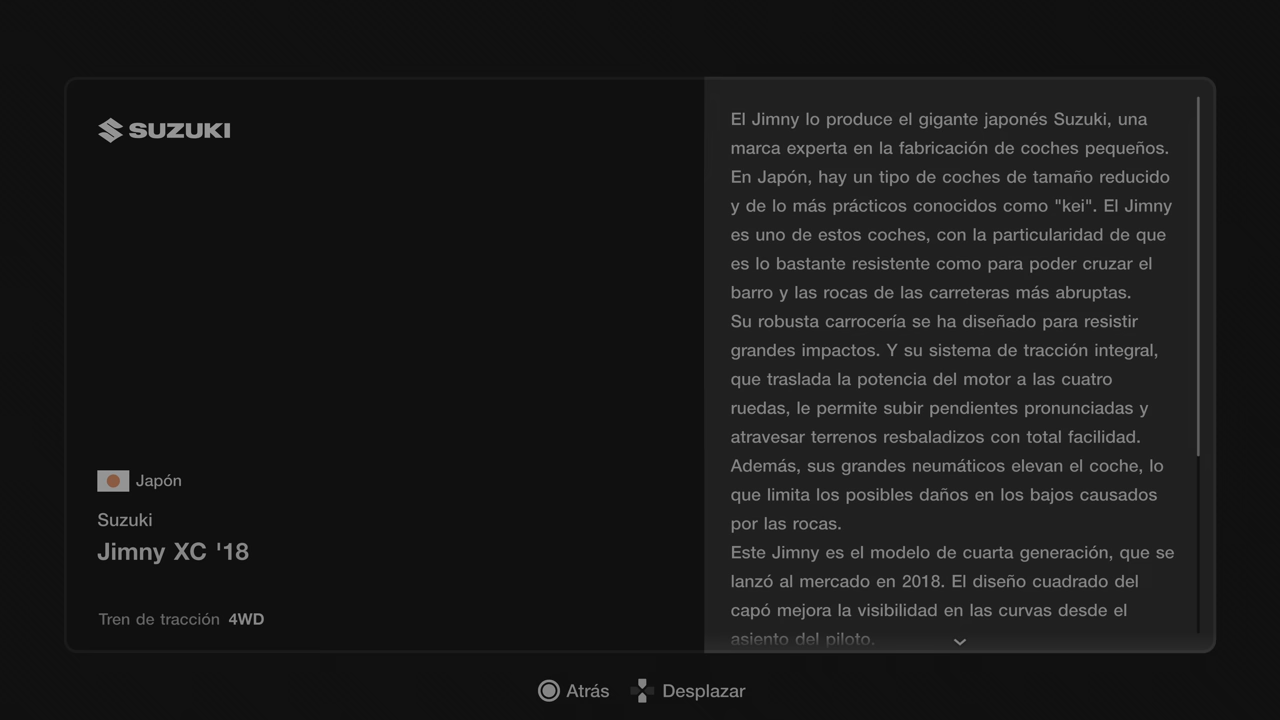 SUZUKI
Japón
Suzuki
Jimny XC '18
Tren de tracción 4WD
El Jimny lo produce el gigante japonés Suzuki, una
marca experta en la fabricación de coches pequeños.
En Japón, hay un tipo de coches de tamaño reducido
y de lo más prácticos conocidos como "kei". El Jimny
es uno de estos coches, con la particularidad de que
es lo bastante resistente como para poder cruzar el
barro y las rocas de las carreteras más abruptas.
Su robusta carrocería se ha diseñado para resistir
grandes impactos. Y su sistema de tracción integral,
que traslada la potencia del motor a las cuatro
ruedas, le permite subir pendientes pronunciadas y
atravesar terrenos resbaladizos con total facilidad.
Además, sus grandes neumáticos elevan el coche, lo
que limita los posibles daños en los bajos causados
por las rocas.
Este Jimny es el modelo de cuarta generación, que se
lanzó al mercado en 2018. El diseño cuadrado del
capó mejora la visibilidad en las curvas desde el
asiento del piloto.
Atrás Desplazar